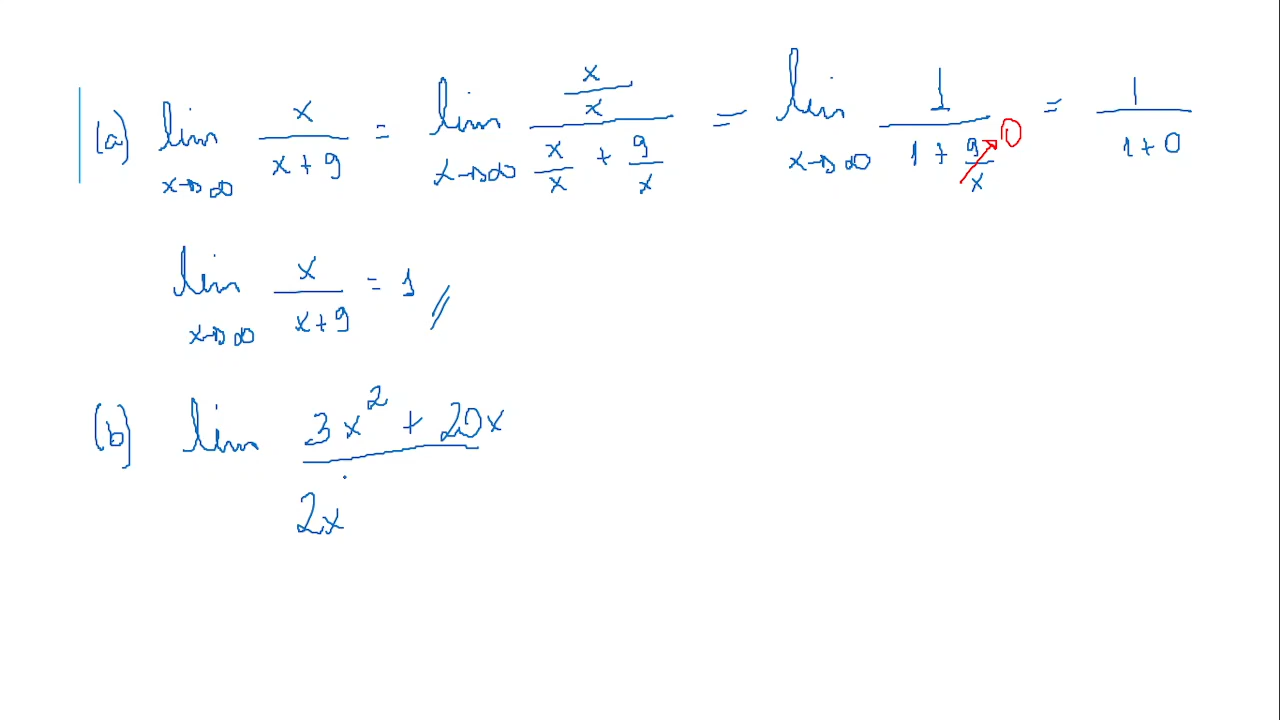 (a) lim x→∞ x/(x+9) = lim x→∞ (x/x)/(x/x + 9/x) = lim x→∞ 1/(1 + 9/x) 0 = 1/(1+0)
lim x→∞ x/(x+9) = 1 //
(b) lim (3x² + 20x)/(2x